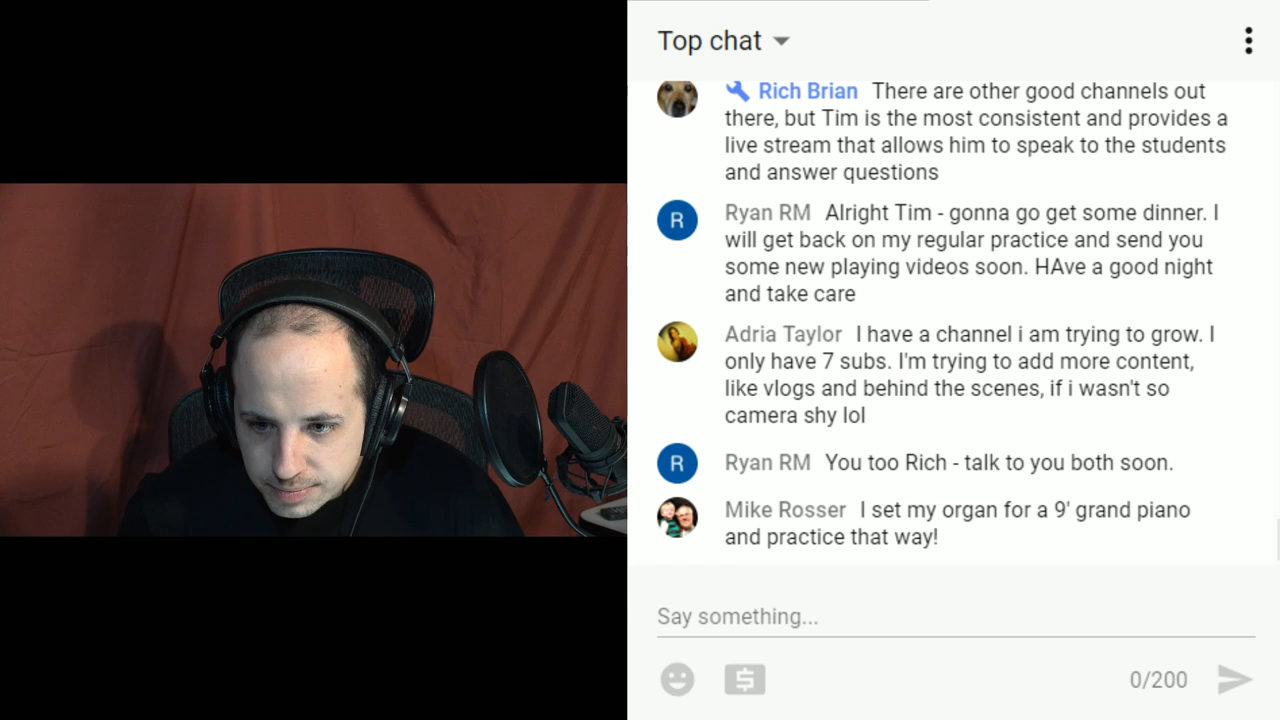 Top chat
Rich Brian There are other good channels out
there, but Tim is the most consistent and provides a
live stream that allows him to speak to the students
and answer questions
R Ryan RM Alright Tim - gonna go get some dinner. I
will get back on my regular practice and send you
some new playing videos soon. HAve a good night
and take care
Adria Taylor I have a channel i am trying to grow. I
only have 7 subs. I'm trying to add more content,
like vlogs and behind the scenes, if i wasn't so
camera shy lol
R Ryan RM You too Rich - talk to you both soon.
Mike Rosser I set my organ for a 9' grand piano
and practice that way!
Say something...
$ 0/200